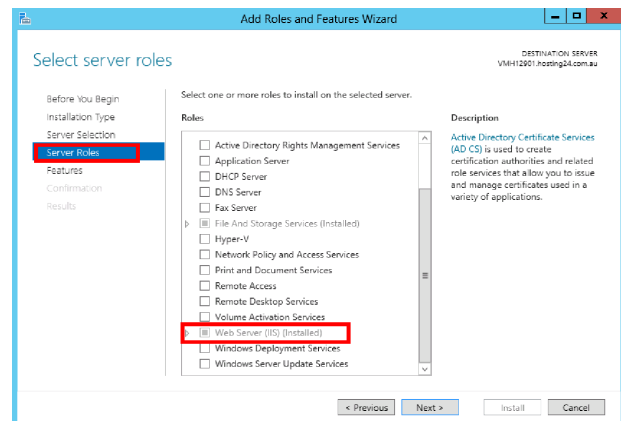 Add Roles and Features Wizard
Select server roles
DESTINATION SERVER
VMH12901.hosting24.com.au
Before You Begin
Installation Type
Server Selection
Server Roles
Features
Confirmation
Results
Select one or more roles to install on the selected server.
Roles
Active Directory Rights Management Services
Application Server
DHCP Server
DNS Server
Fax Server
File And Storage Services (Installed)
Hyper-V
Network Policy and Access Services
Print and Document Services
Remote Access
Remote Desktop Services
Volume Activation Services
Web Server (IIS) (Installed)
Windows Deployment Services
Windows Server Update Services
Description
Active Directory Certificate Services
(AD CS) is used to create
certification authorities and related
role services that allow you to issue
and manage certificates used in a
variety of applications.
< Previous
Next >
Install
Cancel